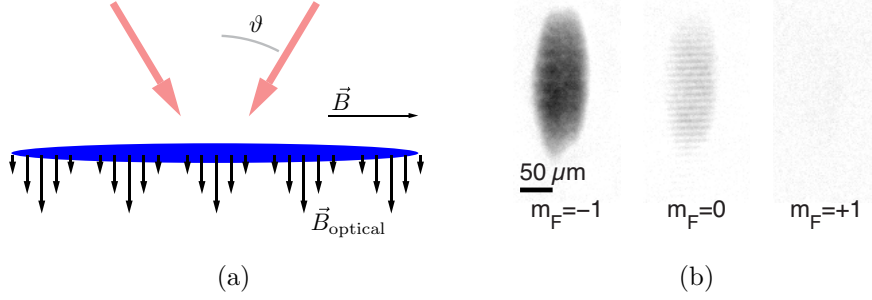 ϑ
B⃗
B⃗optical
(a)
50 μm
mF=−1
mF=0
mF=+1
(b)